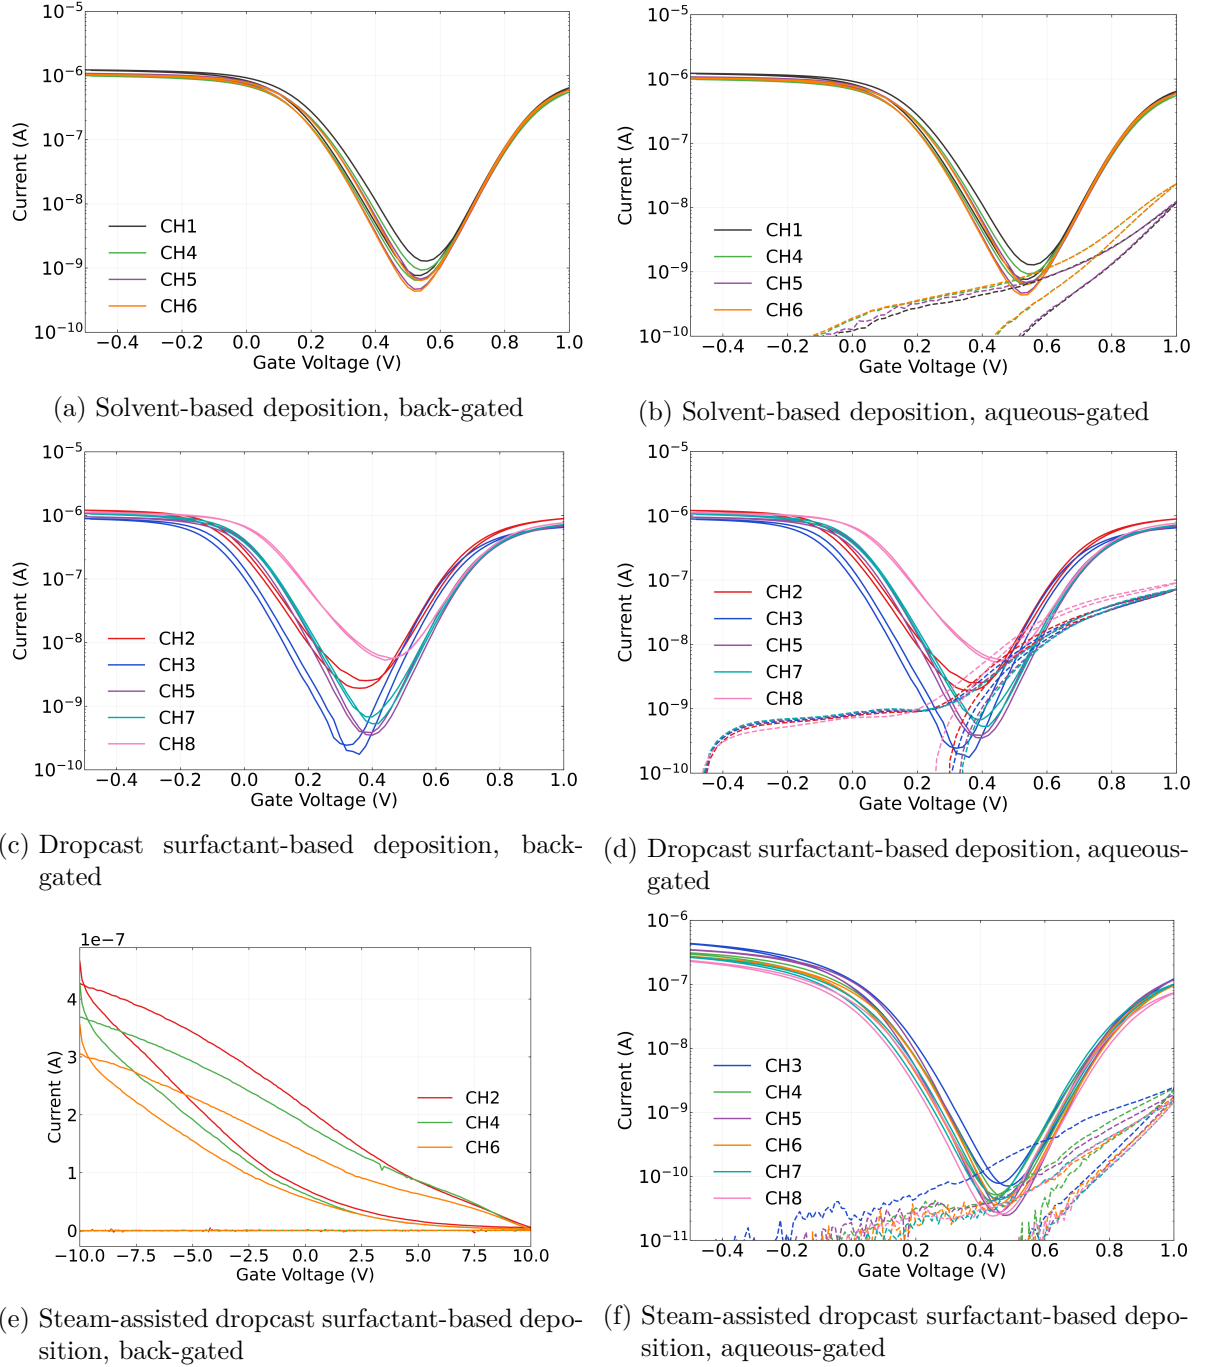 10⁻⁵
10⁻⁶
10⁻⁷
10⁻⁸
10⁻⁹
10⁻¹⁰
Current (A)
CH1
CH4
CH5
CH6
−0.4 −0.2 0.0 0.2 0.4 0.6 0.8 1.0
Gate Voltage (V)
(a) Solvent-based deposition, back-gated
10⁻⁵
10⁻⁶
10⁻⁷
10⁻⁸
10⁻⁹
10⁻¹⁰
Current (A)
CH1
CH4
CH5
CH6
−0.4 −0.2 0.0 0.2 0.4 0.6 0.8 1.0
Gate Voltage (V)
(b) Solvent-based deposition, aqueous-gated
10⁻⁵
10⁻⁶
10⁻⁷
10⁻⁸
10⁻⁹
10⁻¹⁰
Current (A)
CH2
CH3
CH5
CH7
CH8
−0.4 −0.2 0.0 0.2 0.4 0.6 0.8 1.0
Gate Voltage (V)
(c) Dropcast surfactant-based deposition, back-
gated
10⁻⁵
10⁻⁶
10⁻⁷
10⁻⁸
10⁻⁹
10⁻¹⁰
Current (A)
CH2
CH3
CH5
CH7
CH8
−0.4 −0.2 0.0 0.2 0.4 0.6 0.8 1.0
Gate Voltage (V)
(d) Dropcast surfactant-based deposition, aqueous-
gated
1e−7
4
3
2
1
0
Current (A)
CH2
CH4
CH6
−10.0 −7.5 −5.0 −2.5 0.0 2.5 5.0 7.5 10.0
Gate Voltage (V)
(e) Steam-assisted dropcast surfactant-based depo-
sition, back-gated
10⁻⁶
10⁻⁷
10⁻⁸
10⁻⁹
10⁻¹⁰
10⁻¹¹
Current (A)
CH3
CH4
CH5
CH6
CH7
CH8
−0.4 −0.2 0.0 0.2 0.4 0.6 0.8 1.0
Gate Voltage (V)
(f) Steam-assisted dropcast surfactant-based depo-
sition, aqueous-gated